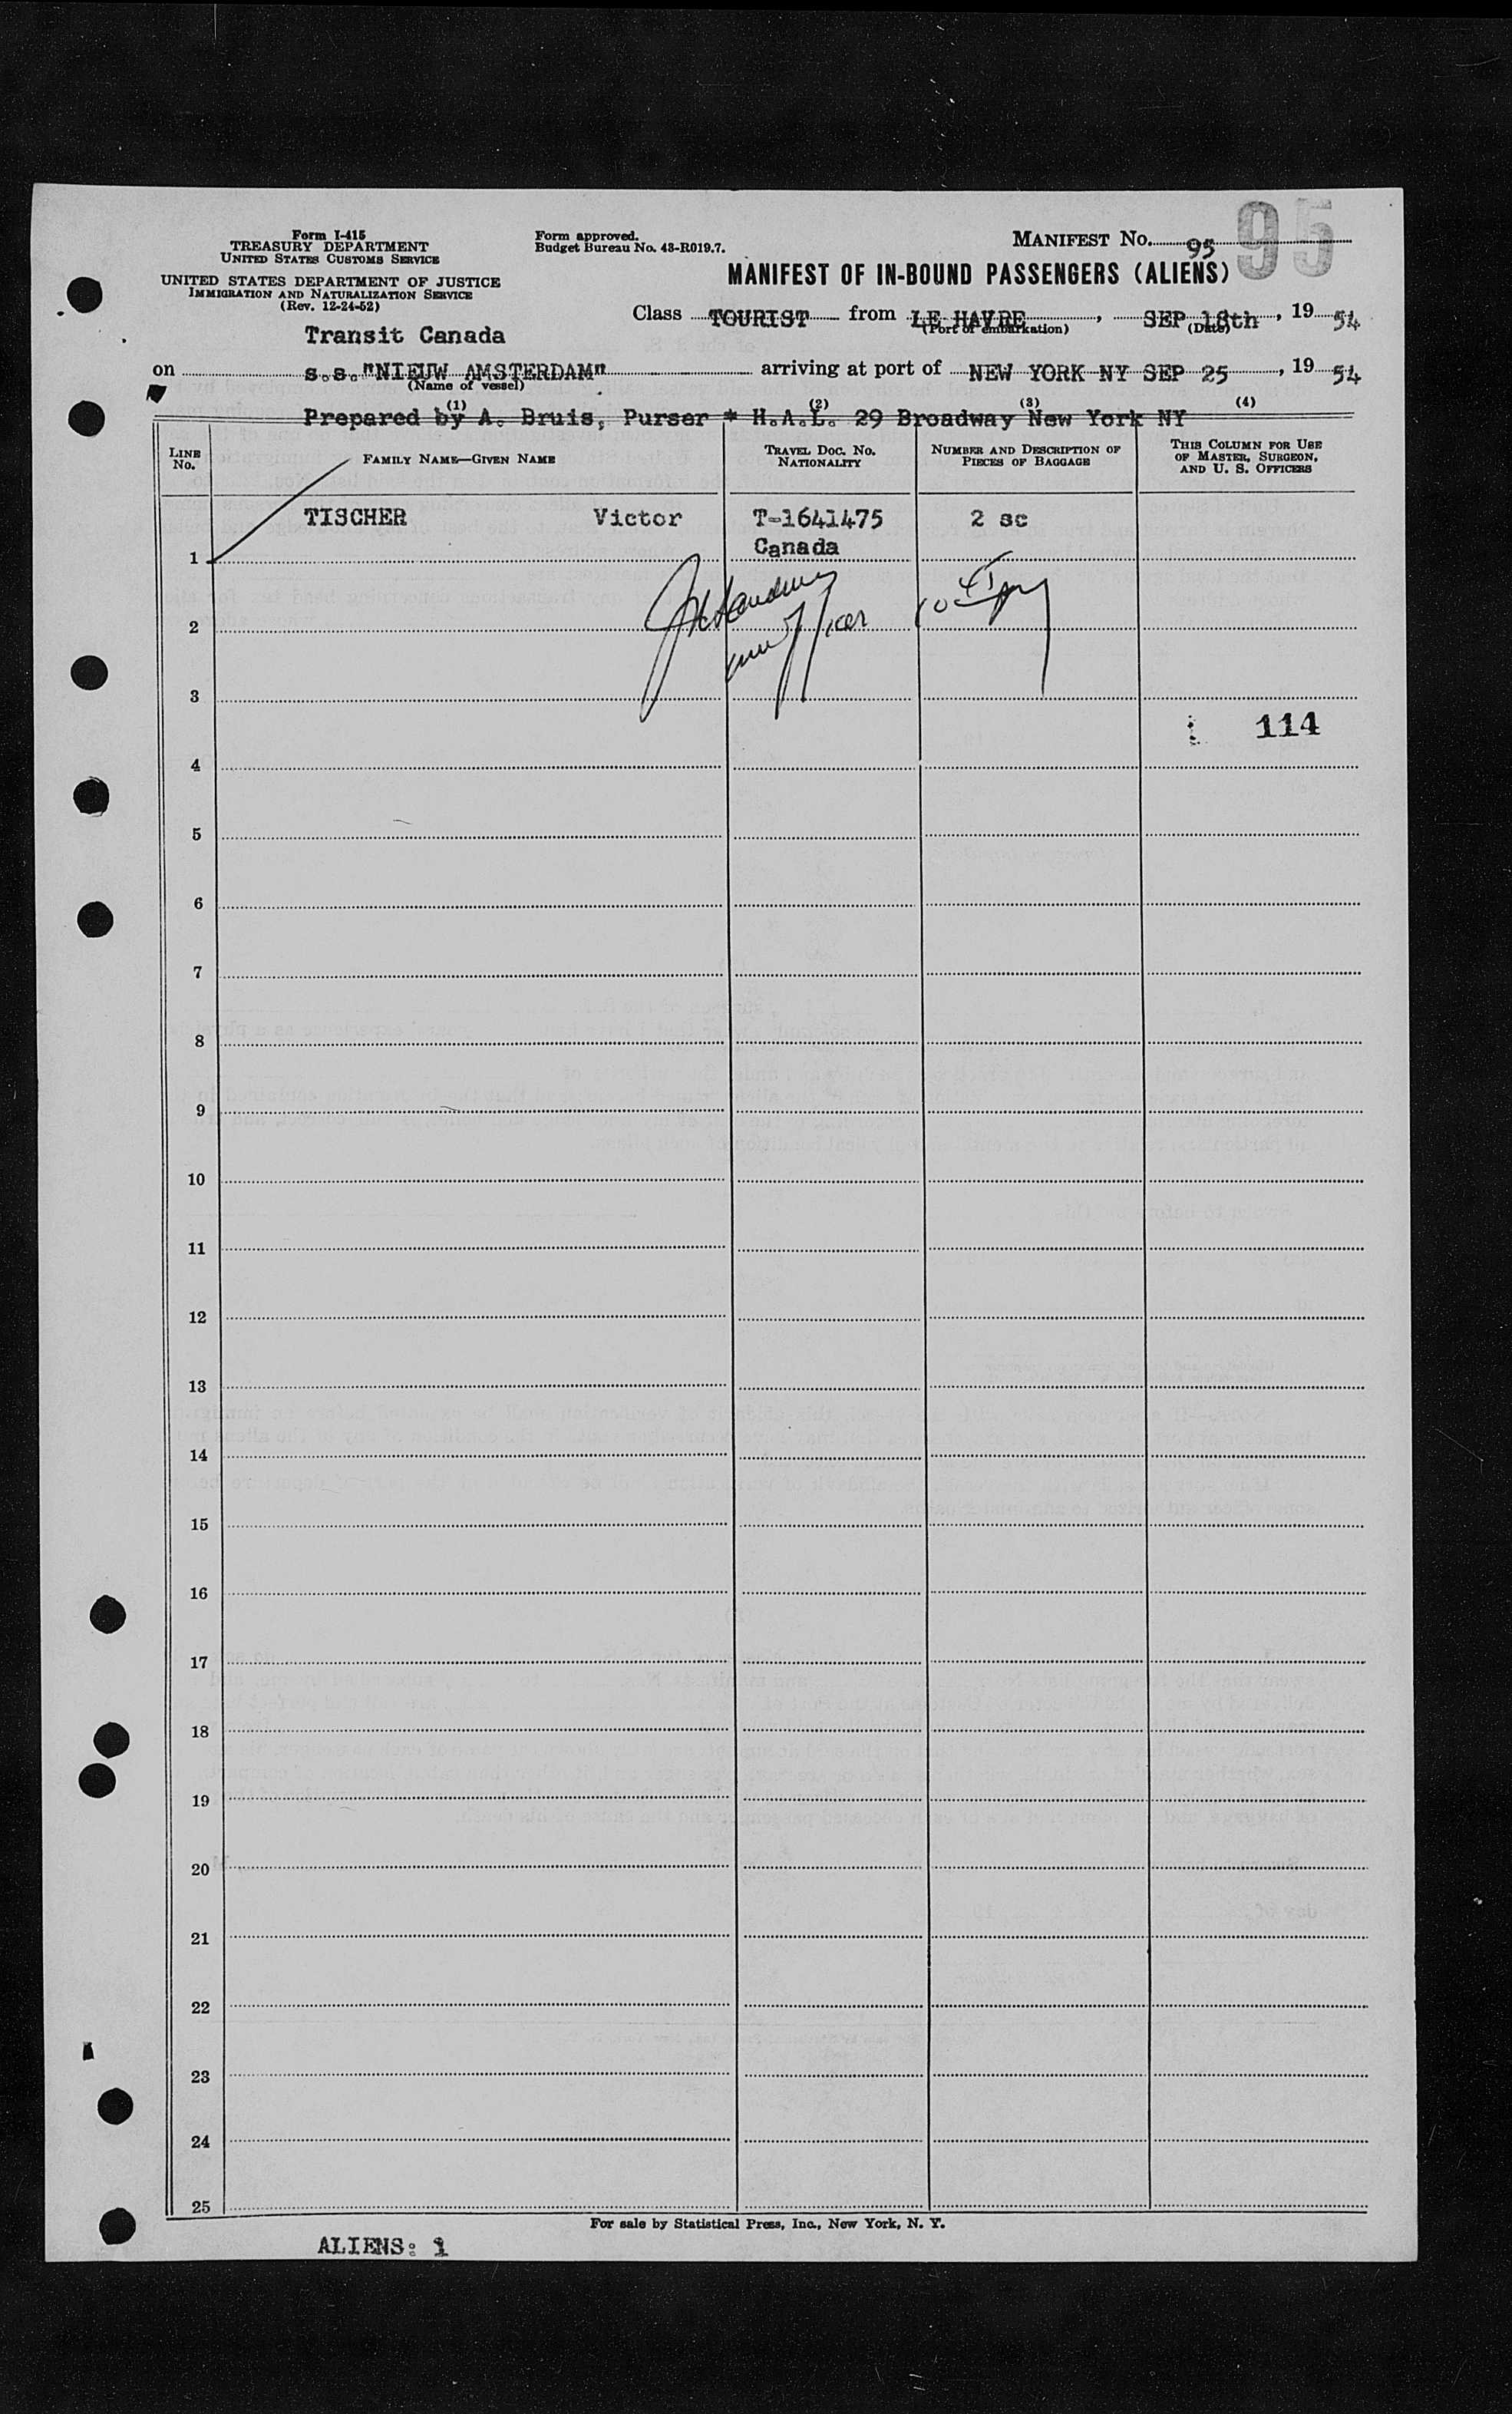 Form I-415
TREASURY DEPARTMENT
UNITED STATES CUSTOMS SERVICE
UNITED STATES DEPARTMENT OF JUSTICE
IMMIGRATION AND NATURALIZATION SERVICE
(Rev. 12-24-52)
Form approved.
Budget Bureau No. 43-R019.7.
MANIFEST No. 95
95
MANIFEST OF IN-BOUND PASSENGERS (ALIENS)
Class TOURIST from LE HAVRE, SEP 18th, 19 54
(Port of embarkation) (Date)
Transit Canada
on s.s."NIEUW AMSTERDAM" arriving at port of NEW YORK NY SEP 25, 19 54
(Name of vessel)
(1) (2) (3) (4)
Prepared by A. Bruis, Purser * H.A.L. 29 Broadway New York NY
LINE No. FAMILY NAME—GIVEN NAME TRAVEL DOC. NO. NATIONALITY NUMBER AND DESCRIPTION OF PIECES OF BAGGAGE THIS COLUMN FOR USE OF MASTER, SURGEON, AND U. S. OFFICERS
TISCHER Victor T-1641475 2 sc
1 Canada
2
3
114
4
5
6
7
8
9
10
11
12
13
14
15
16
17
18
19
20
21
22
23
24
25
For sale by Statistical Press, Inc., New York, N. Y.
ALIENS: 1